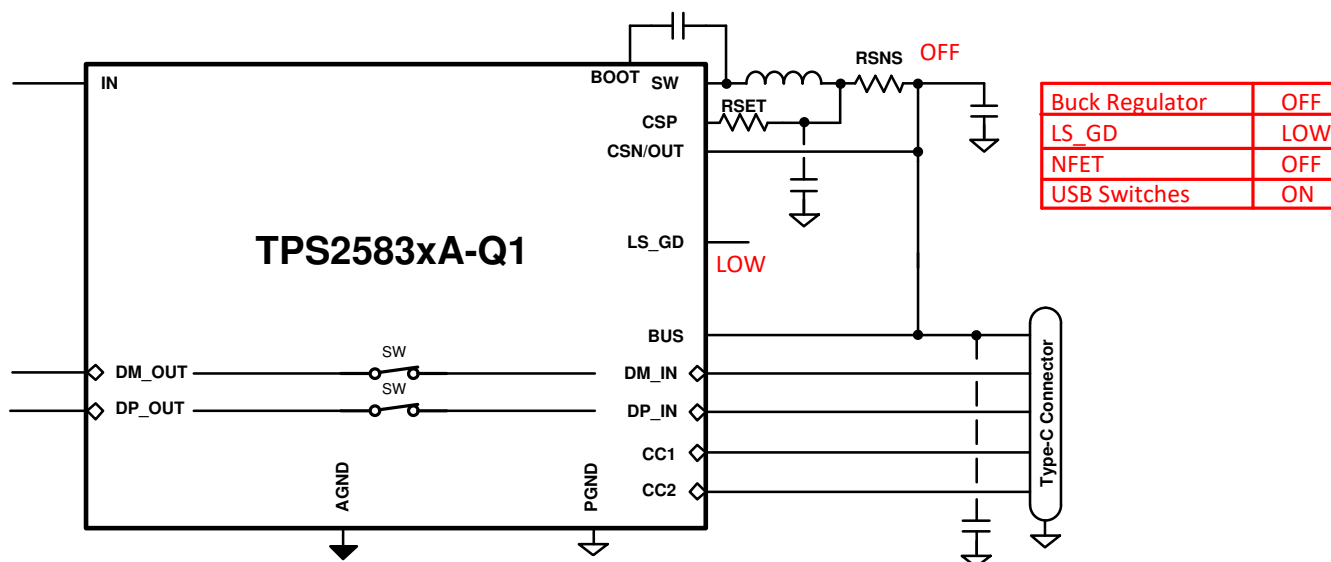 BOOT
RSNS
OFF
IN
SW
RSET
CSP
CSN/OUT
Buck Regulator OFF
LS_GD LOW
NFET OFF
USB Switches ON
TPS2583xA-Q1
LS_GD
LOW
BUS
SW
DM_OUT
DM_IN
SW
DP_OUT
DP_IN
CC1
CC2
AGND
PGND
Type-C Connector